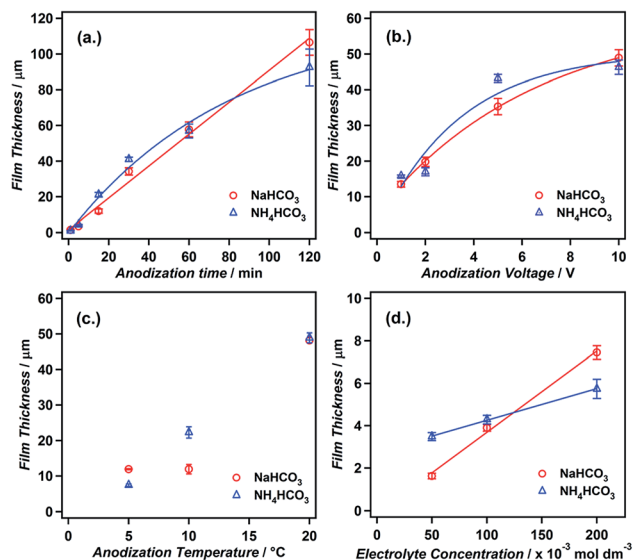 (a.)
120
100
80
60
40
20
0
Film Thickness / μm
NaHCO3
NH4HCO3
0 20 40 60 80 100 120
Anodization time / min
(b.)
60
50
40
30
20
10
0
Film Thickness / μm
NaHCO3
NH4HCO3
0 2 4 6 8 10
Anodization Voltage / V
(c.)
60
50
40
30
20
10
0
Film Thickness / μm
NaHCO3
NH4HCO3
0 5 10 15 20
Anodization Temperature / °C
(d.)
8
6
4
2
0
Film Thickness / μm
NaHCO3
NH4HCO3
0 50 100 150 200
Electrolyte Concentration / x 10⁻³ mol dm⁻³